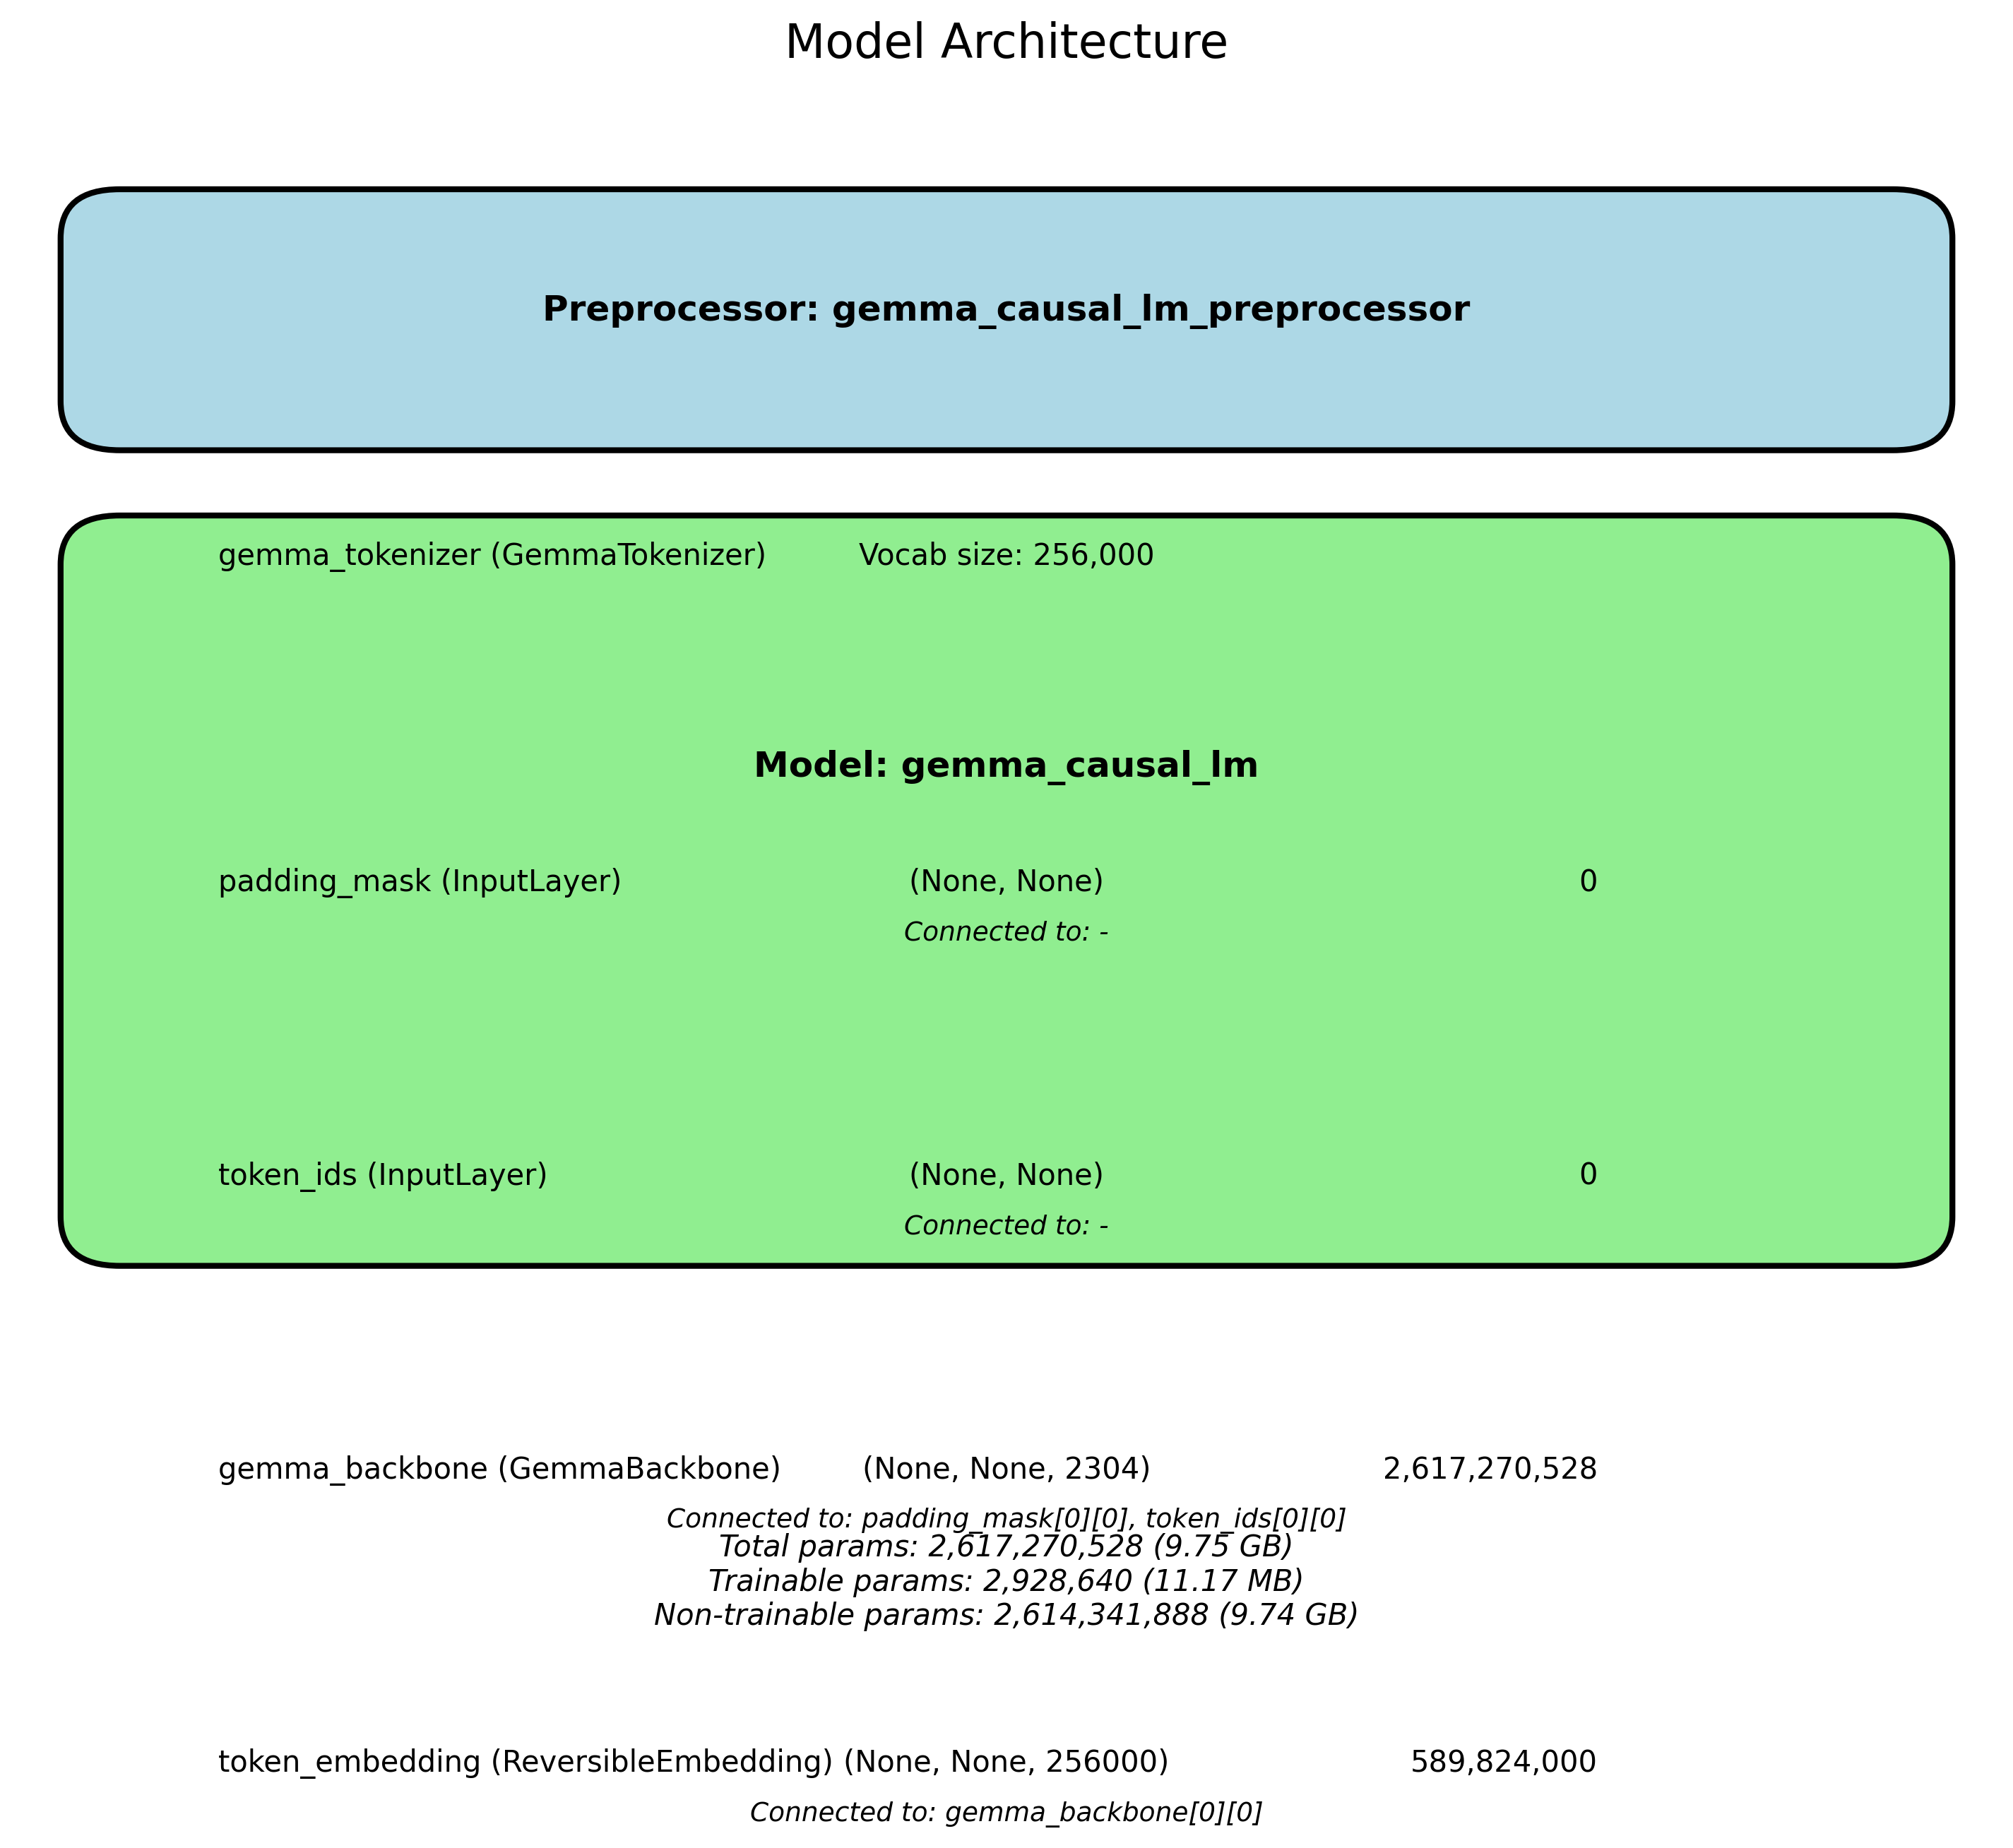 Model Architecture
Preprocessor: gemma_causal_lm_preprocessor
gemma_tokenizer (GemmaTokenizer) Vocab size: 256,000
Model: gemma_causal_lm
padding_mask (InputLayer) (None, None) 0
Connected to: -
token_ids (InputLayer) (None, None) 0
Connected to: -
gemma_backbone (GemmaBackbone) (None, None, 2304) 2,617,270,528
Connected to: padding_mask[0][0], token_ids[0][0]
Total params: 2,617,270,528 (9.75 GB)
Trainable params: 2,928,640 (11.17 MB)
Non-trainable params: 2,614,341,888 (9.74 GB)
token_embedding (ReversibleEmbedding) (None, None, 256000) 589,824,000
Connected to: gemma_backbone[0][0]